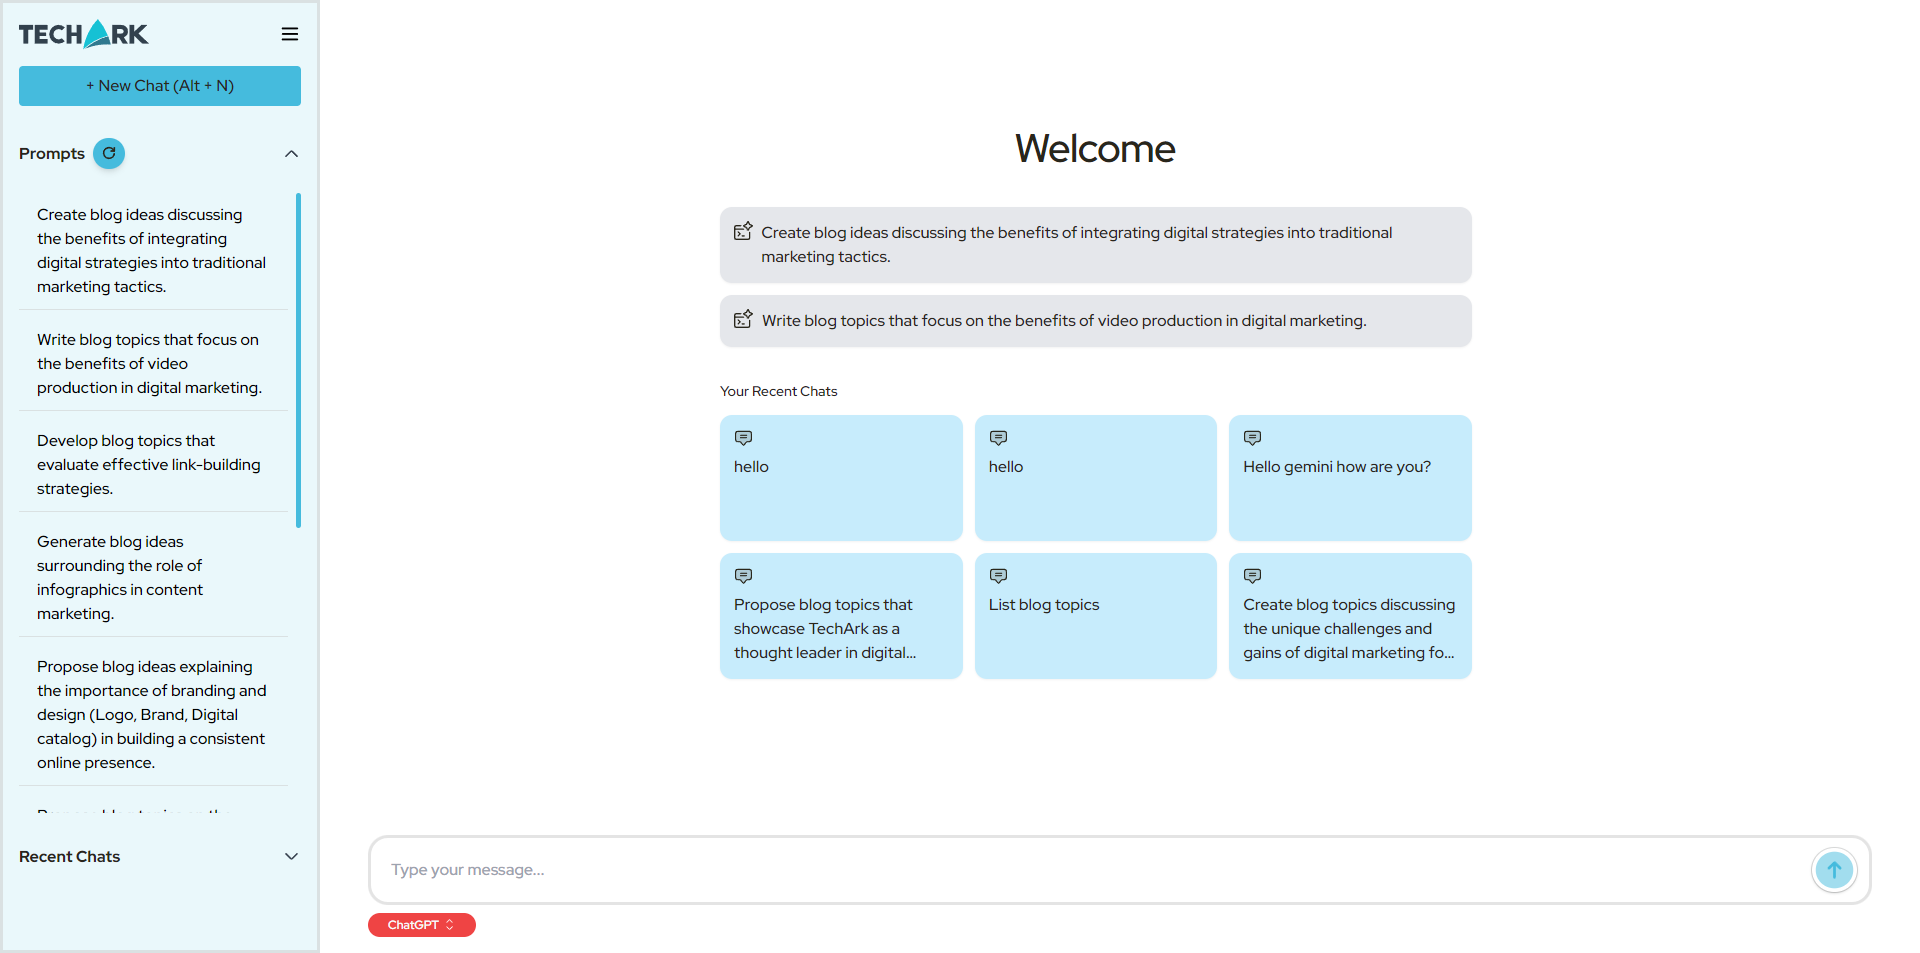 TECHARK
+ New Chat (Alt + N)
Prompts
Create blog ideas discussing
the benefits of integrating
digital strategies into traditional
marketing tactics.
Write blog topics that focus on
the benefits of video
production in digital marketing.
Develop blog topics that
evaluate effective link-building
strategies.
Generate blog ideas
surrounding the role of
infographics in content
marketing.
Propose blog ideas explaining
the importance of branding and
design (Logo, Brand, Digital
catalog) in building a consistent
online presence.
Recent Chats
Welcome
Create blog ideas discussing the benefits of integrating digital strategies into traditional
marketing tactics.
Write blog topics that focus on the benefits of video production in digital marketing.
Your Recent Chats
hello
hello
Hello gemini how are you?
Propose blog topics that
showcase TechArk as a
thought leader in digital...
List blog topics
Create blog topics discussing
the unique challenges and
gains of digital marketing fo...
Type your message...
ChatGPT